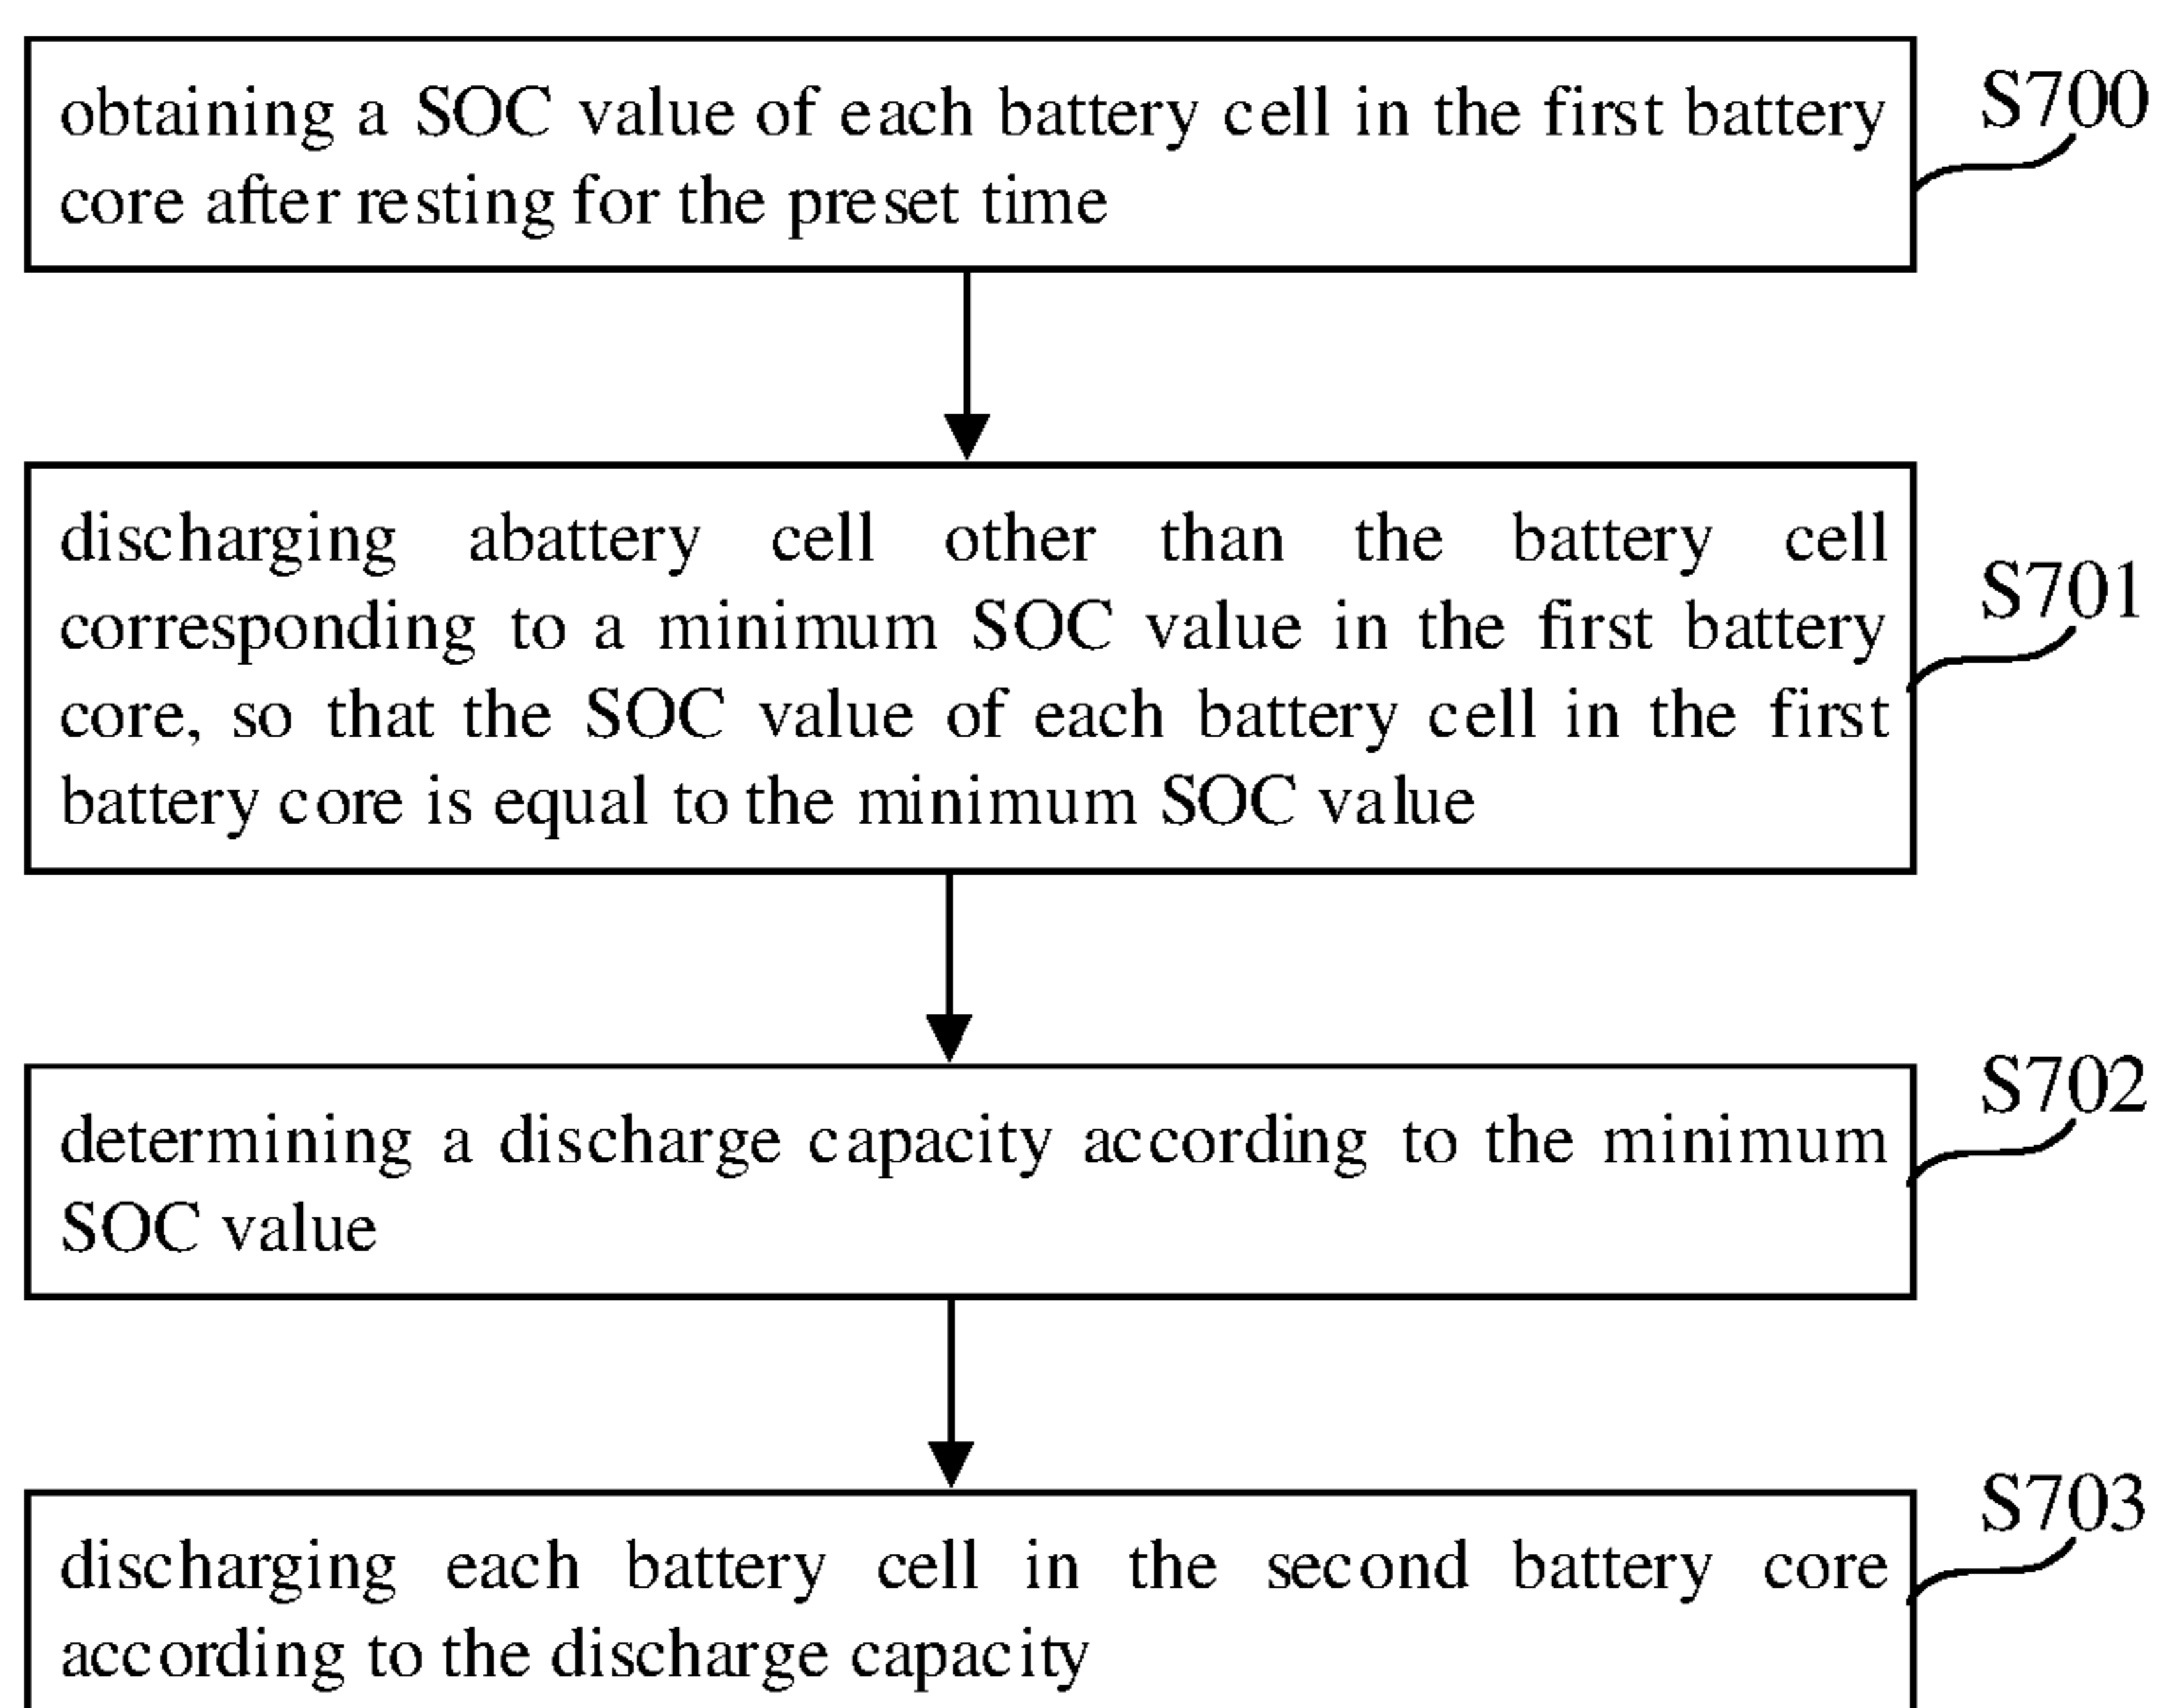 obtaining a SOC value of each battery cell in the first battery
core after resting for the preset time
S700
discharging abattery cell other than the battery cell
corresponding to a minimum SOC value in the first battery
core, so that the SOC value of each battery cell in the first
battery core is equal to the minimum SOC value
S701
determining a discharge capacity according to the minimum
SOC value
S702
discharging each battery cell in the second battery core
according to the discharge capacity
S703